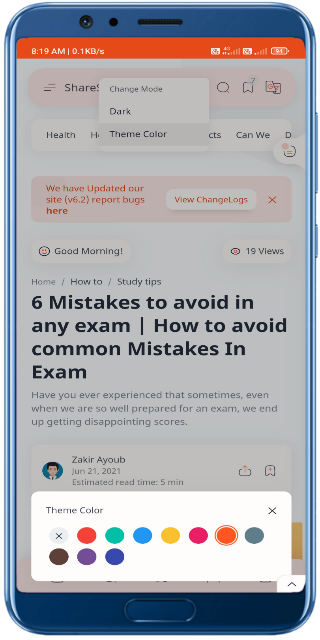 8:19 AM | 0.1KB/s
94
ShareS
7
Change Mode
Dark
Theme Color
Health
cts
Can We
D
We have Updated our
site (v6.2) report bugs
here
View ChangeLogs
Good Morning!
19 Views
Home / How to / Study tips
6 Mistakes to avoid in
any exam | How to avoid
common Mistakes In
Exam
Have you ever experienced that sometimes, even
when we are so well prepared for an exam, we end
up getting disappointing scores.
Zakir Ayoub
Jun 21, 2021
Estimated read time: 5 min
Theme Color